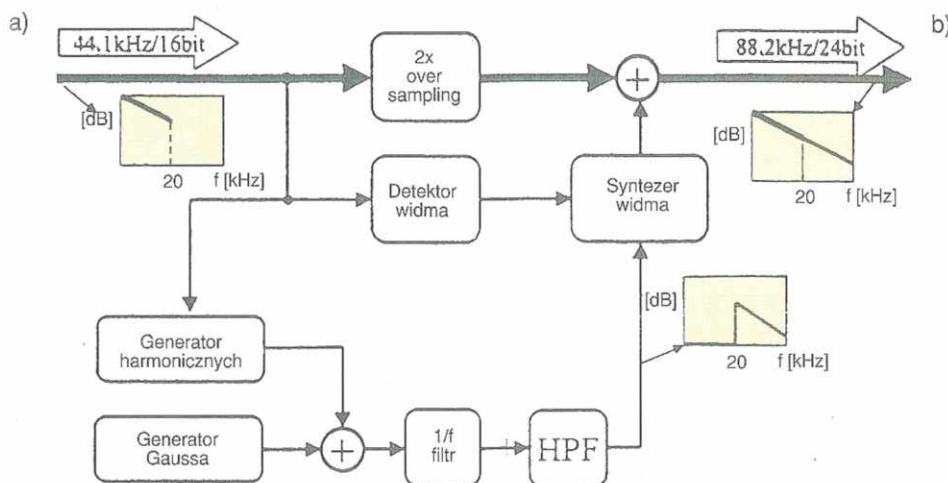 a)
44.1kHz/16bit
88.2kHz/24bit
b)
2x
over
sampling
+
[dB]
20 f [kHz]
[dB]
20 f [kHz]
Detektor
widma
Syntezer
widma
[dB]
20 f [kHz]
Generator
harmonicznych
Generator
Gaussa
+
1/f
filtr
HPF